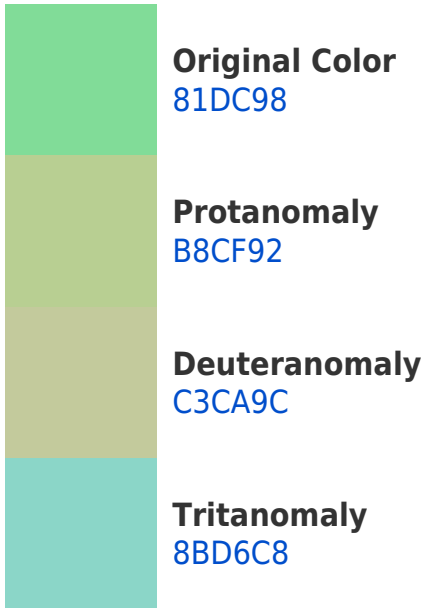 Original Color
81DC98
Protanomaly
B8CF92
Deuteranomaly
C3CA9C
Tritanomaly
8BD6C8